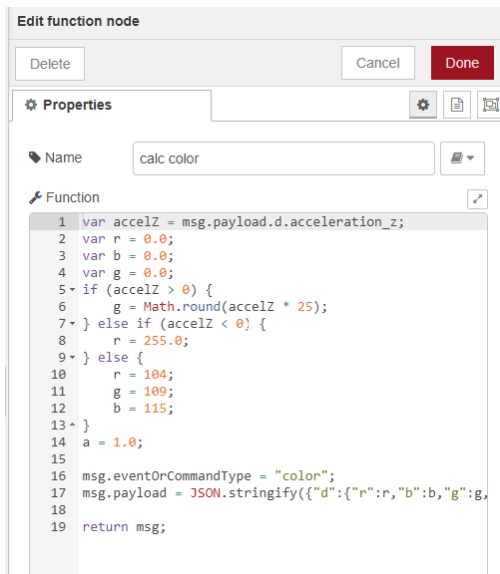 Edit function node
Delete
Cancel
Done
Properties
Name
calc color
Function
1 var accelZ = msg.payload.d.acceleration_z;
2 var r = 0.0;
3 var b = 0.0;
4 var g = 0.0;
5 if (accelZ > 0) {
6     g = Math.round(accelZ * 25);
7 } else if (accelZ < 0) {
8     r = 255.0;
9 } else {
10     r = 104;
11     g = 109;
12     b = 115;
13 }
14 a = 1.0;
15
16 msg.eventOrCommandType = "color";
17 msg.payload = JSON.stringify({"d":{"r":r,"b":b,"g":g,
18
19 return msg;